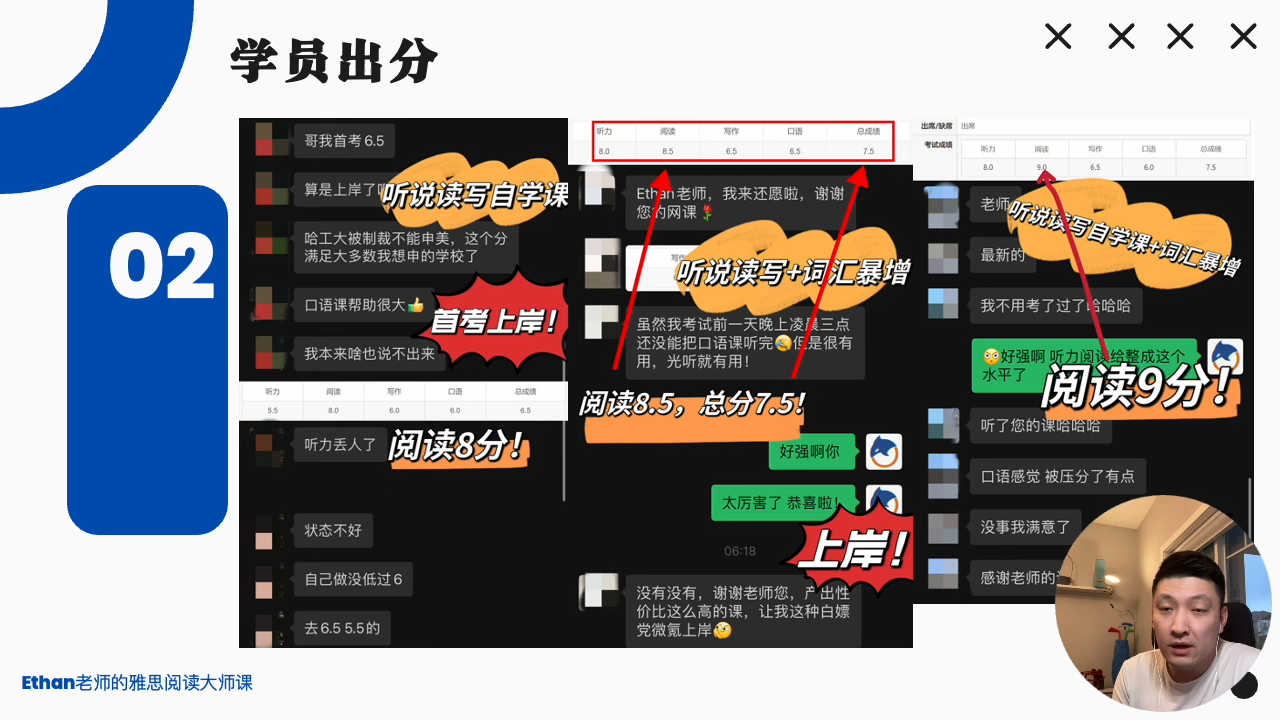 学员出分
02
哥我首考6.5
算是上岸了
听说读写自学课
哈工大被制裁不能申美，这个分
满足大多数我想申的学校了
口语课帮助很大👍
首考上岸！
我本来啥也说不出来
听力 阅读 写作 口语 总成绩
5.5 8.0 6.0 6.0 6.5
听力丢人了
阅读8分！
状态不好
自己做没低过6
去6.5 5.5的
听力 阅读 写作 口语 总成绩
8.0 8.5 6.5 6.5 7.5
Ethan老师，我来还愿啦，谢谢
您的网课🌹
写作
听说读写+词汇暴增
虽然我考试前一天晚上凌晨三点
还没能把口语课听完😂但是很有
用，光听就有用！
阅读8.5，总分7.5！
好强啊你
太厉害了 恭喜啦！
06:18
上岸！
没有没有，谢谢老师您，产出性
价比这么高的课，让我这种白嫖
党微氪上岸🤔
出席/缺席 出席
考试成绩
听力 阅读 写作 口语 总成绩
8.0 9.0 6.5 6.0 7.5
老师
听说读写自学课+词汇暴增
最新的
我不用考了过了哈哈哈
😳好强啊 听力阅读给整成这个
水平了
阅读9分！
听了您的课哈哈哈
口语感觉 被压分了有点
没事我满意了
感谢老师的
Ethan老师的雅思阅读大师课